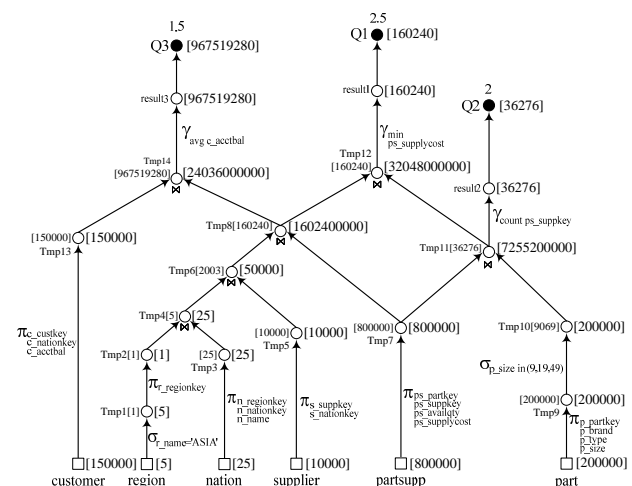 1.5
Q3 [967519280]
2.5
Q1 [160240]
2
Q2 [36276]
result3 [967519280]
result1 [160240]
result2 [36276]
γavg c_acctbal
γmin
ps_supplycost
γcount ps_suppkey
Tmp14
[967519280] [24036000000]
⋈
Tmp12
[160240] [32048000000]
⋈
Tmp8[160240] [1602400000]
⋈
[150000] [150000]
Tmp13
Tmp11[36276] [7255200000]
⋈
Tmp6[2003] [50000]
⋈
Tmp4[5] [25]
⋈
[10000] [10000]
Tmp5
[800000] [800000]
Tmp7
Tmp10[9069] [200000]
Tmp2[1] [1]
[25] [25]
Tmp3
πc_custkey
c_nationkey
c_acctbal
πr_regionkey
πn_regionkey
n_nationkey
n_name
πs_suppkey
s_nationkey
πps_partkey
ps_suppkey
ps_availqty
ps_supplycost
σp_size in(9,19,49)
[200000] [200000]
Tmp9
Tmp1[1] [5]
σr_name='ASIA'
πp_partkey
p_brand
p_type
p_size
[150000] [5] [25] [10000] [800000] [200000]
customer region nation supplier partsupp part